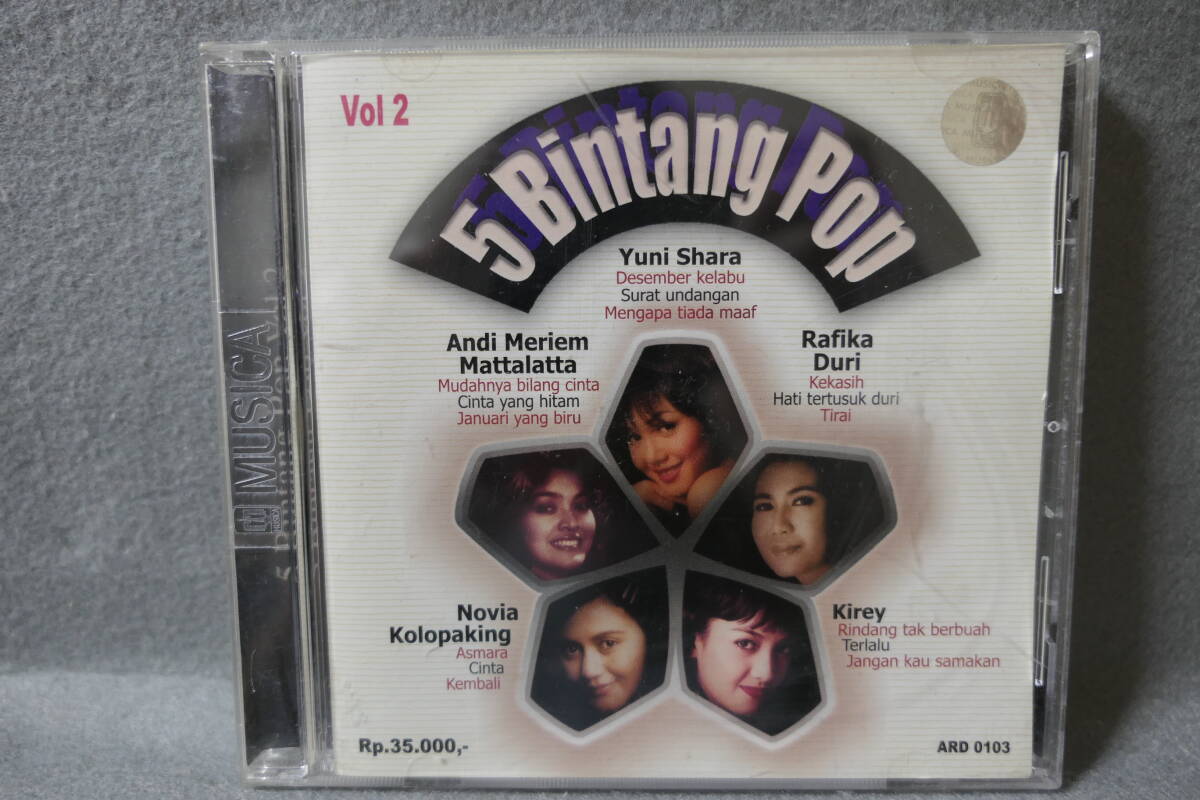 Vol 2
5 Bintang Pop
Yuni Shara
Desember kelabu
Surat undangan
Mengapa tiada maaf
Andi Meriem
Mattalatta
Mudahnya bilang cinta
Cinta yang hitam
Januari yang biru
Rafika
Duri
Kekasih
Hati tertusuk duri
Tirai
Novia
Kolopaking
Asmara
Cinta
Kembali
Kirey
Rindang tak berbuah
Terlalu
Jangan kau samakan
Rp.35.000,-
ARD 0103
MUSICA